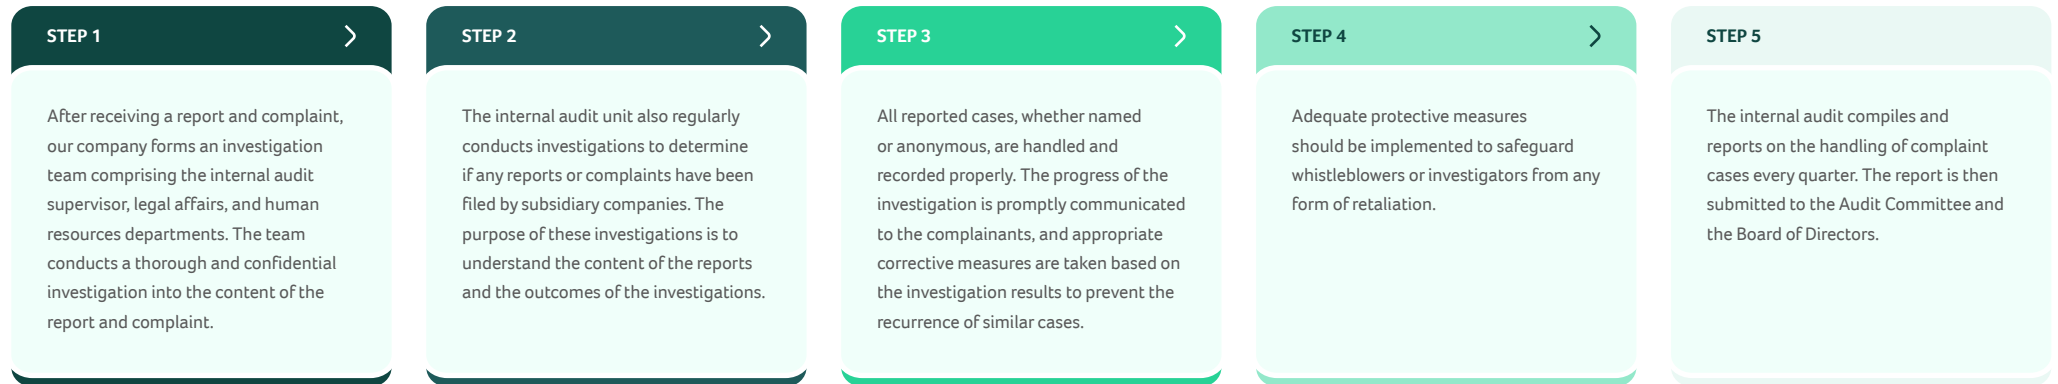 STEP 1
After receiving a report and complaint,
our company forms an investigation
team comprising the internal audit
supervisor, legal affairs, and human
resources departments. The team
conducts a thorough and confidential
investigation into the content of the
report and complaint.
STEP 2
The internal audit unit also regularly
conducts investigations to determine
if any reports or complaints have been
filed by subsidiary companies. The
purpose of these investigations is to
understand the content of the reports
and the outcomes of the investigations.
STEP 3
All reported cases, whether named
or anonymous, are handled and
recorded properly. The progress of the
investigation is promptly communicated
to the complainants, and appropriate
corrective measures are taken based on
the investigation results to prevent the
recurrence of similar cases.
STEP 4
Adequate protective measures
should be implemented to safeguard
whistleblowers or investigators from any
form of retaliation.
STEP 5
The internal audit compiles and
reports on the handling of complaint
cases every quarter. The report is then
submitted to the Audit Committee and
the Board of Directors.